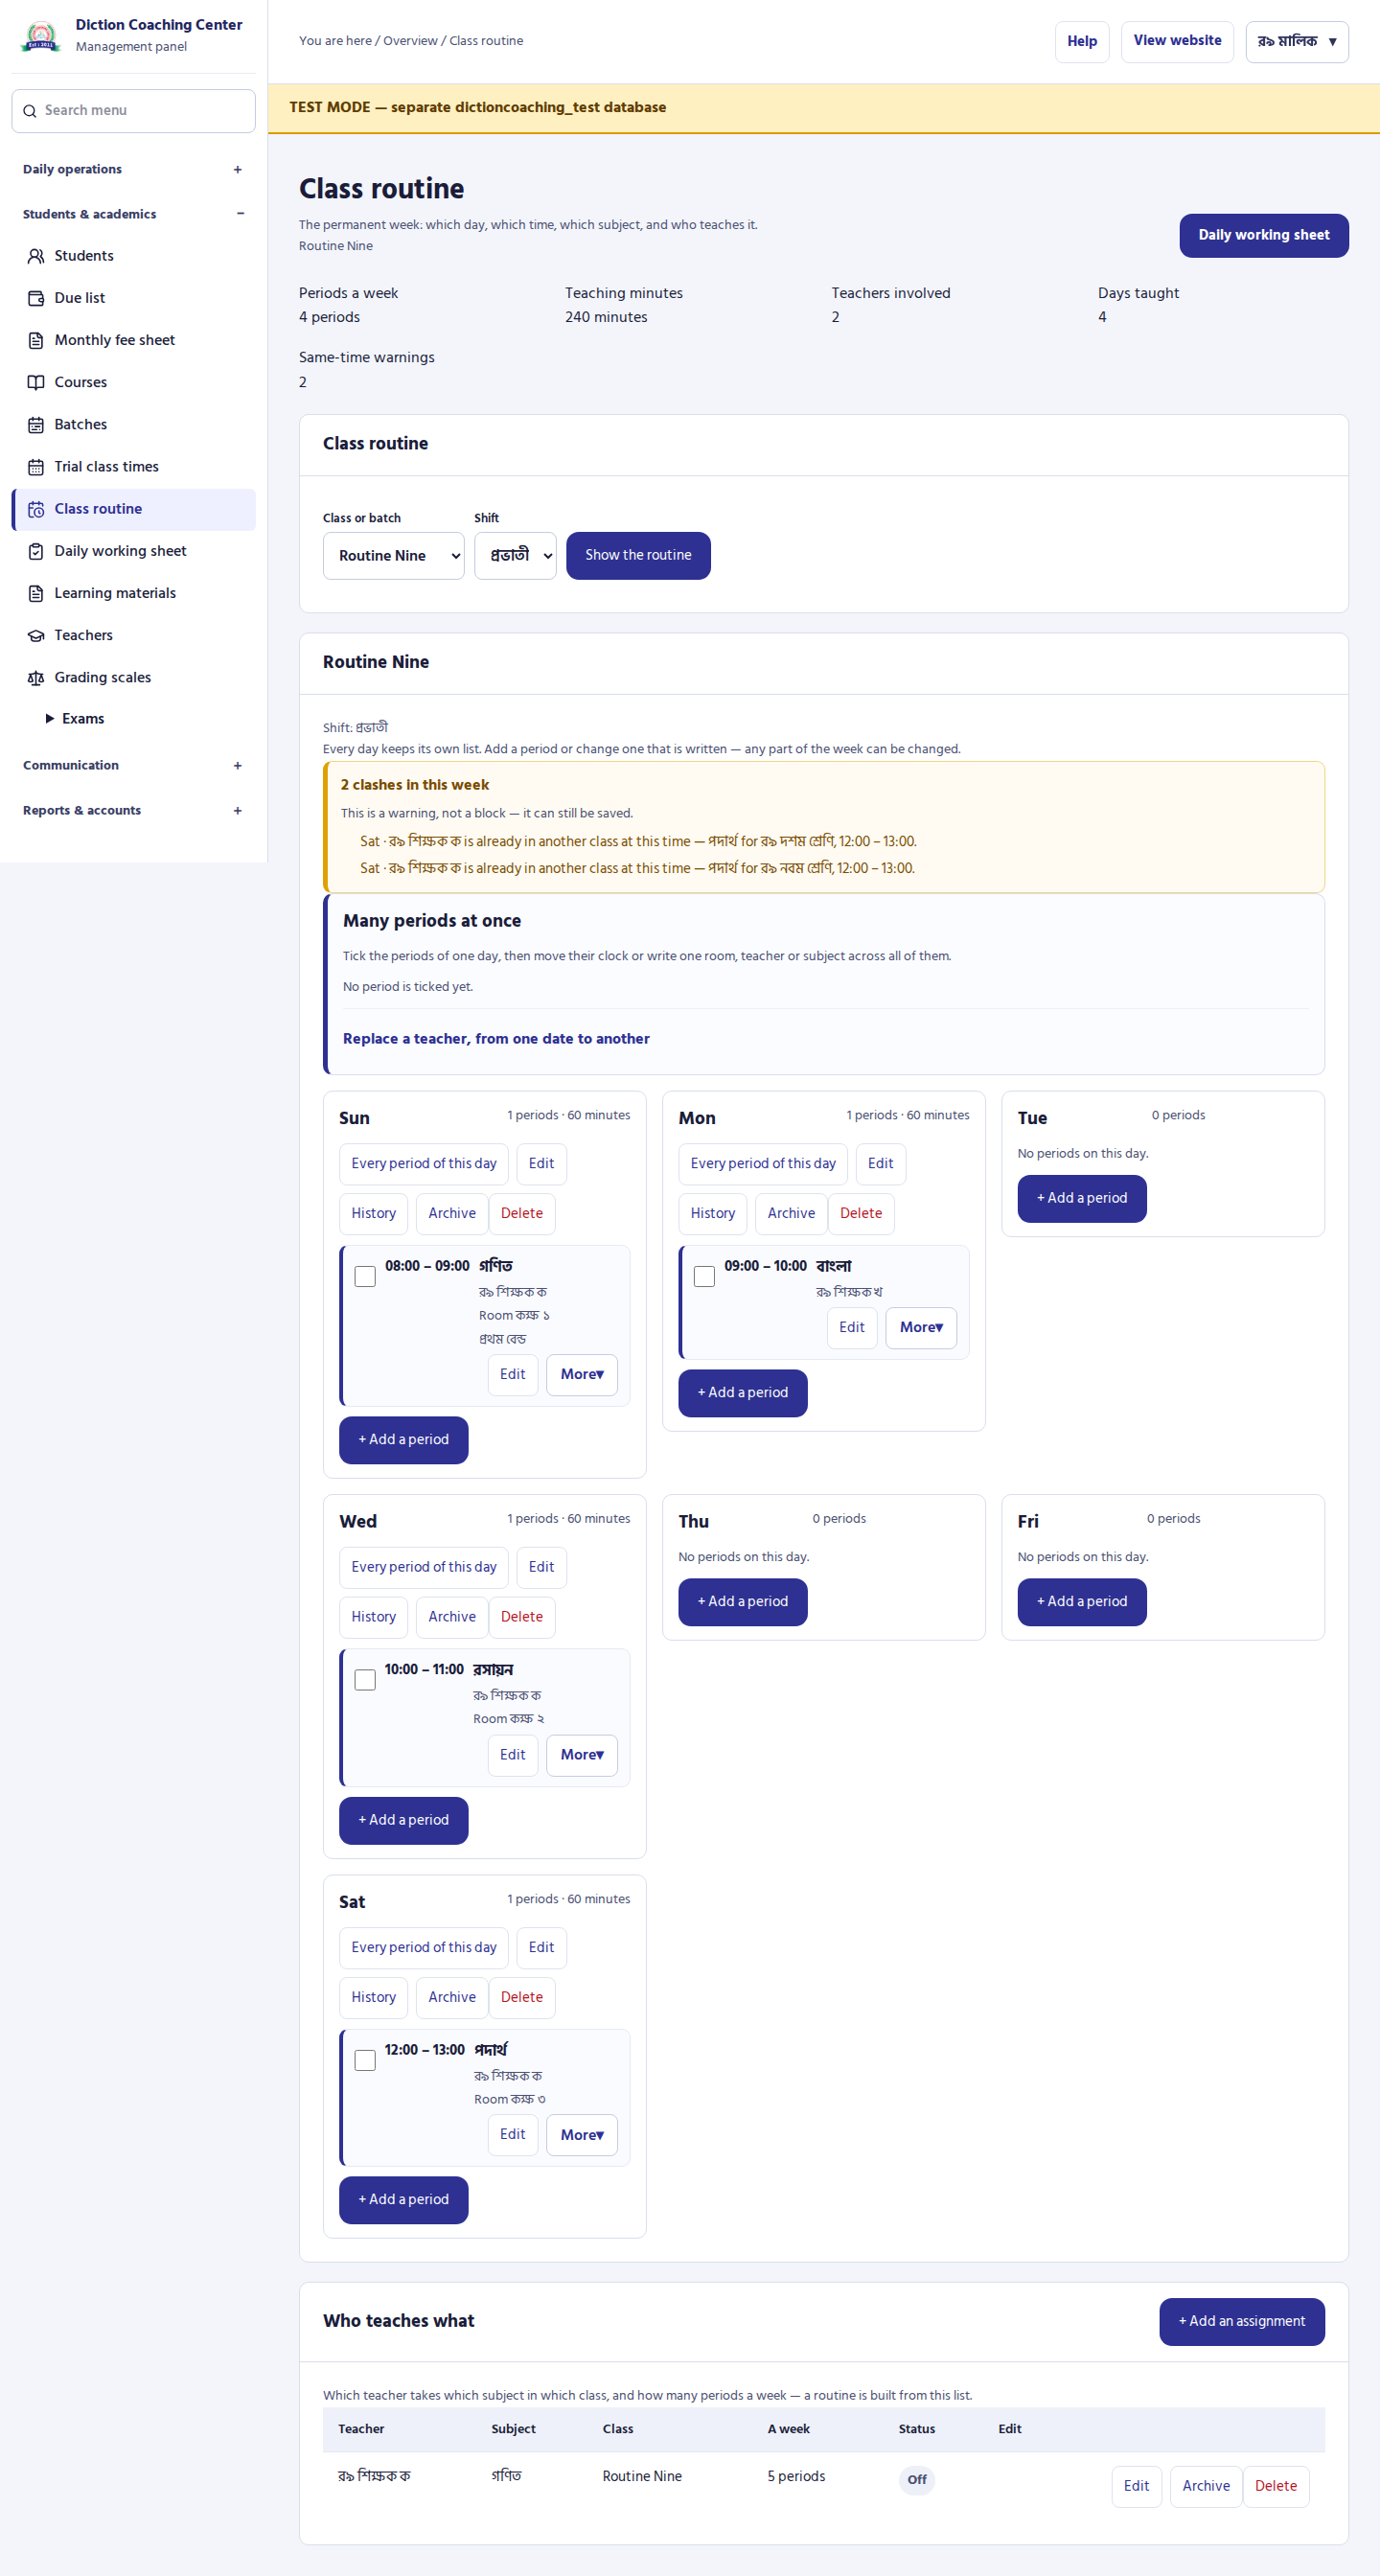 Diction Coaching Center
Management panel
Search menu
Daily operations +
Students & academics −
Students
Due list
Monthly fee sheet
Courses
Batches
Trial class times
Class routine
Daily working sheet
Learning materials
Teachers
Grading scales
▶ Exams
Communication +
Reports & accounts +
You are here / Overview / Class routine
Help
View website
র৯ মালিক ▾
TEST MODE — separate dictioncoaching_test database
Class routine
The permanent week: which day, which time, which subject, and who teaches it.
Routine Nine
Daily working sheet
Periods a week
4 periods
Teaching minutes
240 minutes
Teachers involved
2
Days taught
4
Same-time warnings
2
Class routine
Class or batch
Routine Nine
Shift
প্রভাতী
Show the routine
Routine Nine
Shift: প্রভাতী
Every day keeps its own list. Add a period or change one that is written — any part of the week can be changed.
2 clashes in this week
This is a warning, not a block — it can still be saved.
Sat · র৯ শিক্ষক ক is already in another class at this time — পদার্থ for র৯ দশম শ্রেণি, 12:00 – 13:00.
Sat · র৯ শিক্ষক ক is already in another class at this time — পদার্থ for র৯ নবম শ্রেণি, 12:00 – 13:00.
Many periods at once
Tick the periods of one day, then move their clock or write one room, teacher or subject across all of them.
No period is ticked yet.
Replace a teacher, from one date to another
Sun 1 periods · 60 minutes
Every period of this day Edit
History Archive Delete
08:00 – 09:00 গণিত
র৯ শিক্ষক ক
Room কক্ষ ১
প্রথম বেন্ড
Edit More▾
+ Add a period
Mon 1 periods · 60 minutes
Every period of this day Edit
History Archive Delete
09:00 – 10:00 বাংলা
র৯ শিক্ষক খ
Edit More▾
+ Add a period
Tue 0 periods
No periods on this day.
+ Add a period
Wed 1 periods · 60 minutes
Every period of this day Edit
History Archive Delete
10:00 – 11:00 রসায়ন
র৯ শিক্ষক ক
Room কক্ষ ২
Edit More▾
+ Add a period
Thu 0 periods
No periods on this day.
+ Add a period
Fri 0 periods
No periods on this day.
+ Add a period
Sat 1 periods · 60 minutes
Every period of this day Edit
History Archive Delete
12:00 – 13:00 পদার্থ
র৯ শিক্ষক ক
Room কক্ষ ৩
Edit More▾
+ Add a period
Who teaches what
+ Add an assignment
Which teacher takes which subject in which class, and how many periods a week — a routine is built from this list.
Teacher Subject Class A week Status Edit
র৯ শিক্ষক ক গণিত Routine Nine 5 periods Off Edit Archive Delete